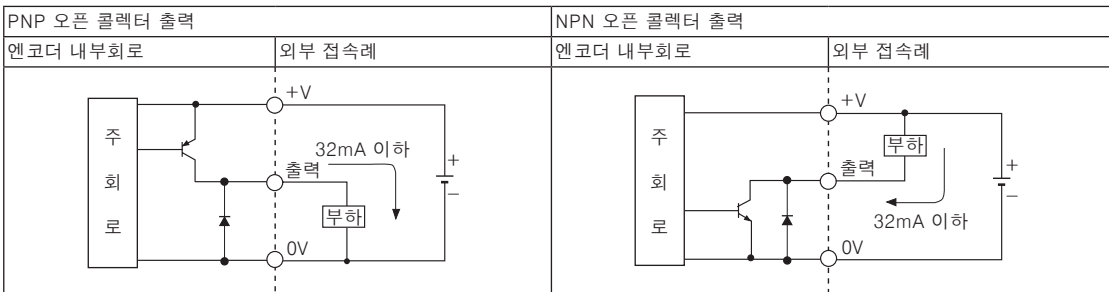 PNP 오픈 콜렉터 출력
엔코더 내부회로
외부 접속례
주
회
로
+V
32mA 이하
출력
부하
0V
+
−
NPN 오픈 콜렉터 출력
엔코더 내부회로
외부 접속례
주
회
로
+V
부하
출력
32mA 이하
0V
+
−